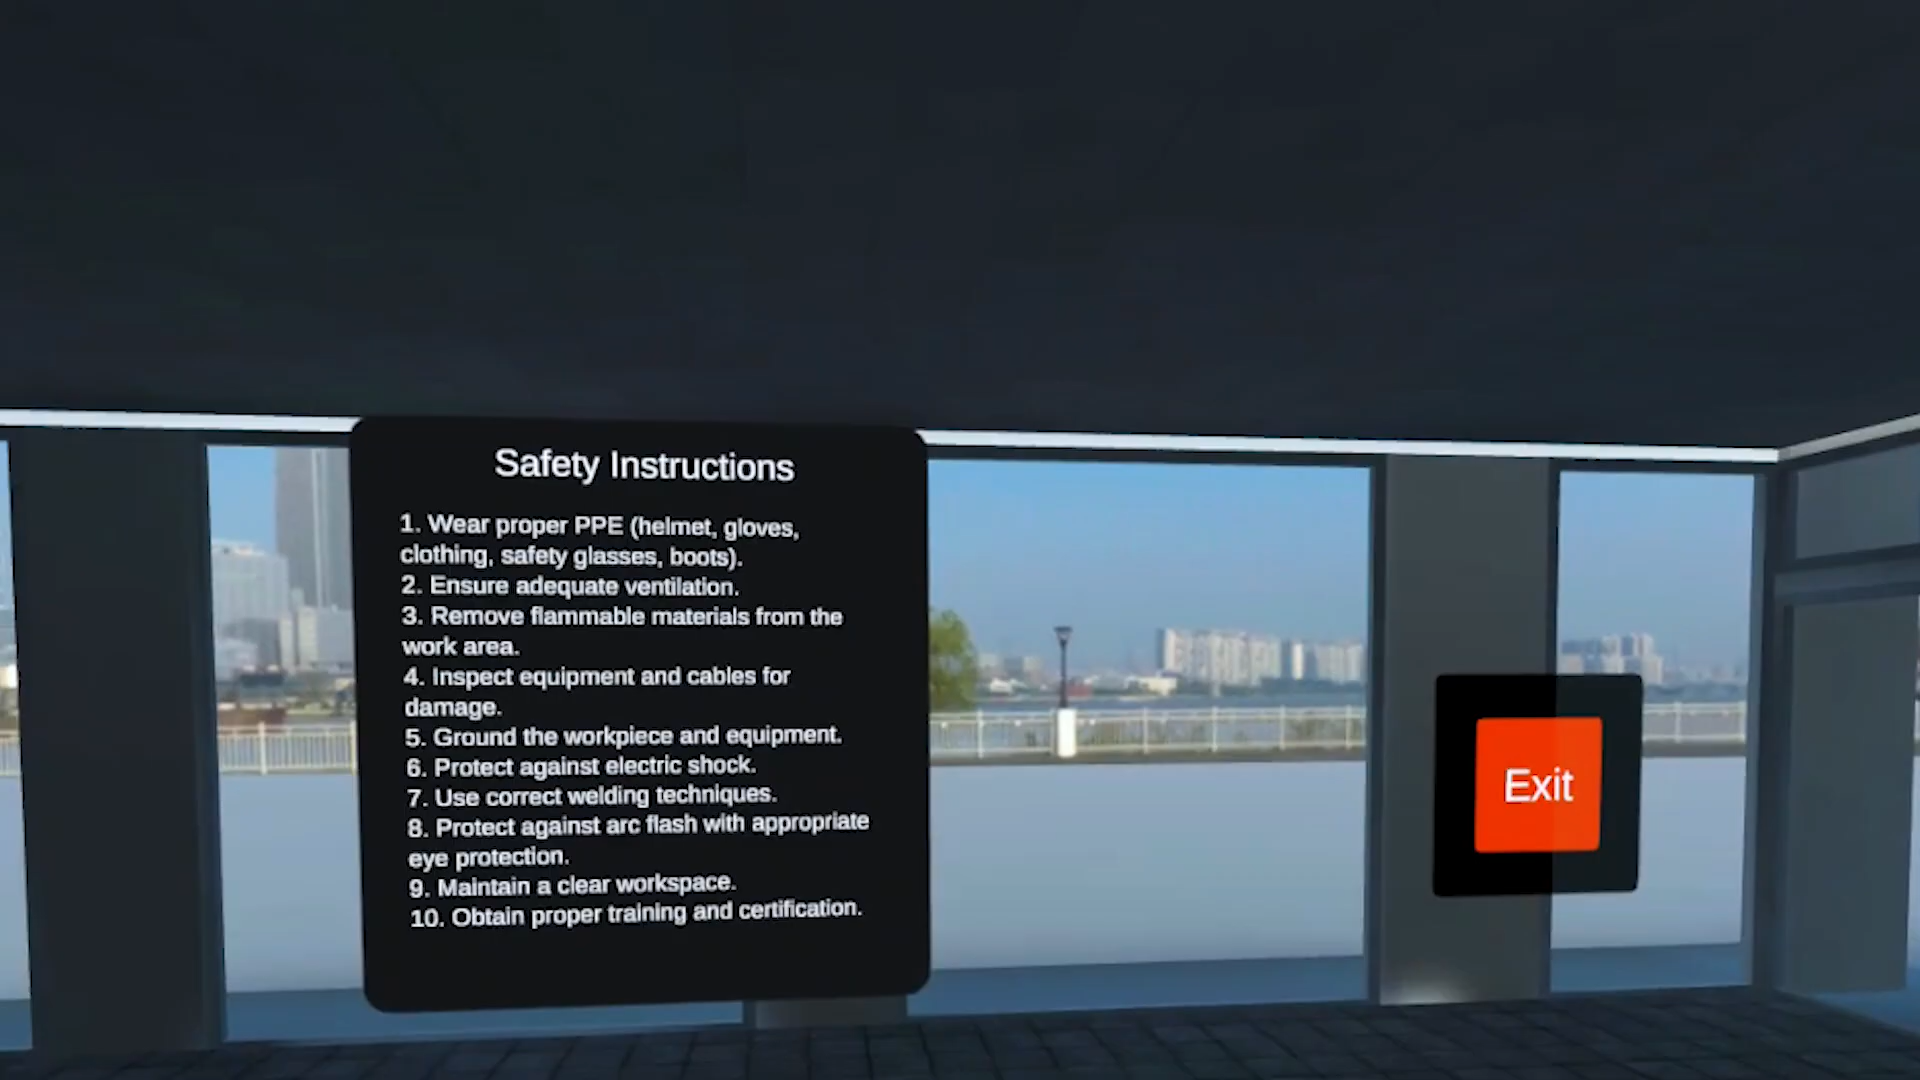 Safety Instructions
1. Wear proper PPE (helmet, gloves,
clothing, safety glasses, boots).
2. Ensure adequate ventilation.
3. Remove flammable materials from the
work area.
4. Inspect equipment and cables for
damage.
5. Ground the workpiece and equipment.
6. Protect against electric shock.
7. Use correct welding techniques.
8. Protect against arc flash with appropriate
eye protection.
9. Maintain a clear workspace.
10. Obtain proper training and certification.
Exit